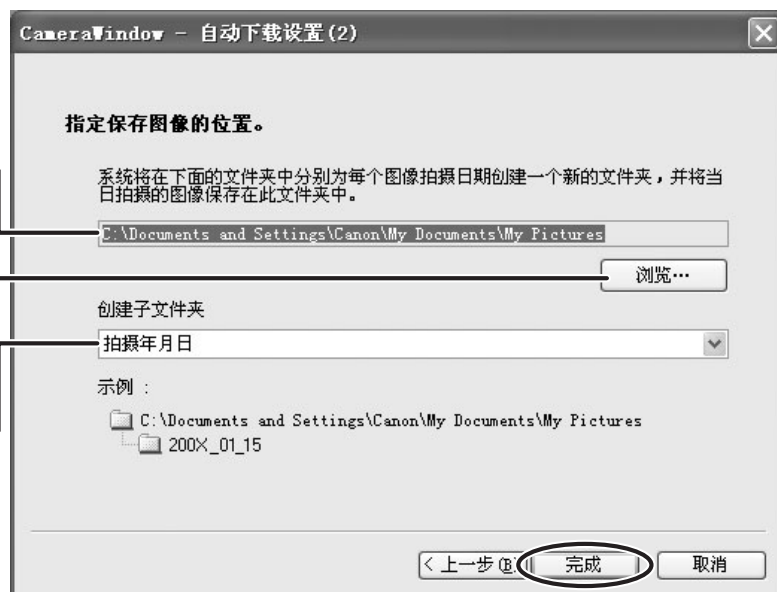 CameraWindow - 自动下载设置(2)
指定保存图像的位置。
系统将在下面的文件夹中分别为每个图像拍摄日期创建一个新的文件夹，并将当
日拍摄的图像保存在此文件夹中。
C:\Documents and Settings\Canon\My Documents\My Pictures
浏览…
创建子文件夹
拍摄年月日
示例 :
C:\Documents and Settings\Canon\My Documents\My Pictures
200X_01_15
< 上一步(B) 完成 取消